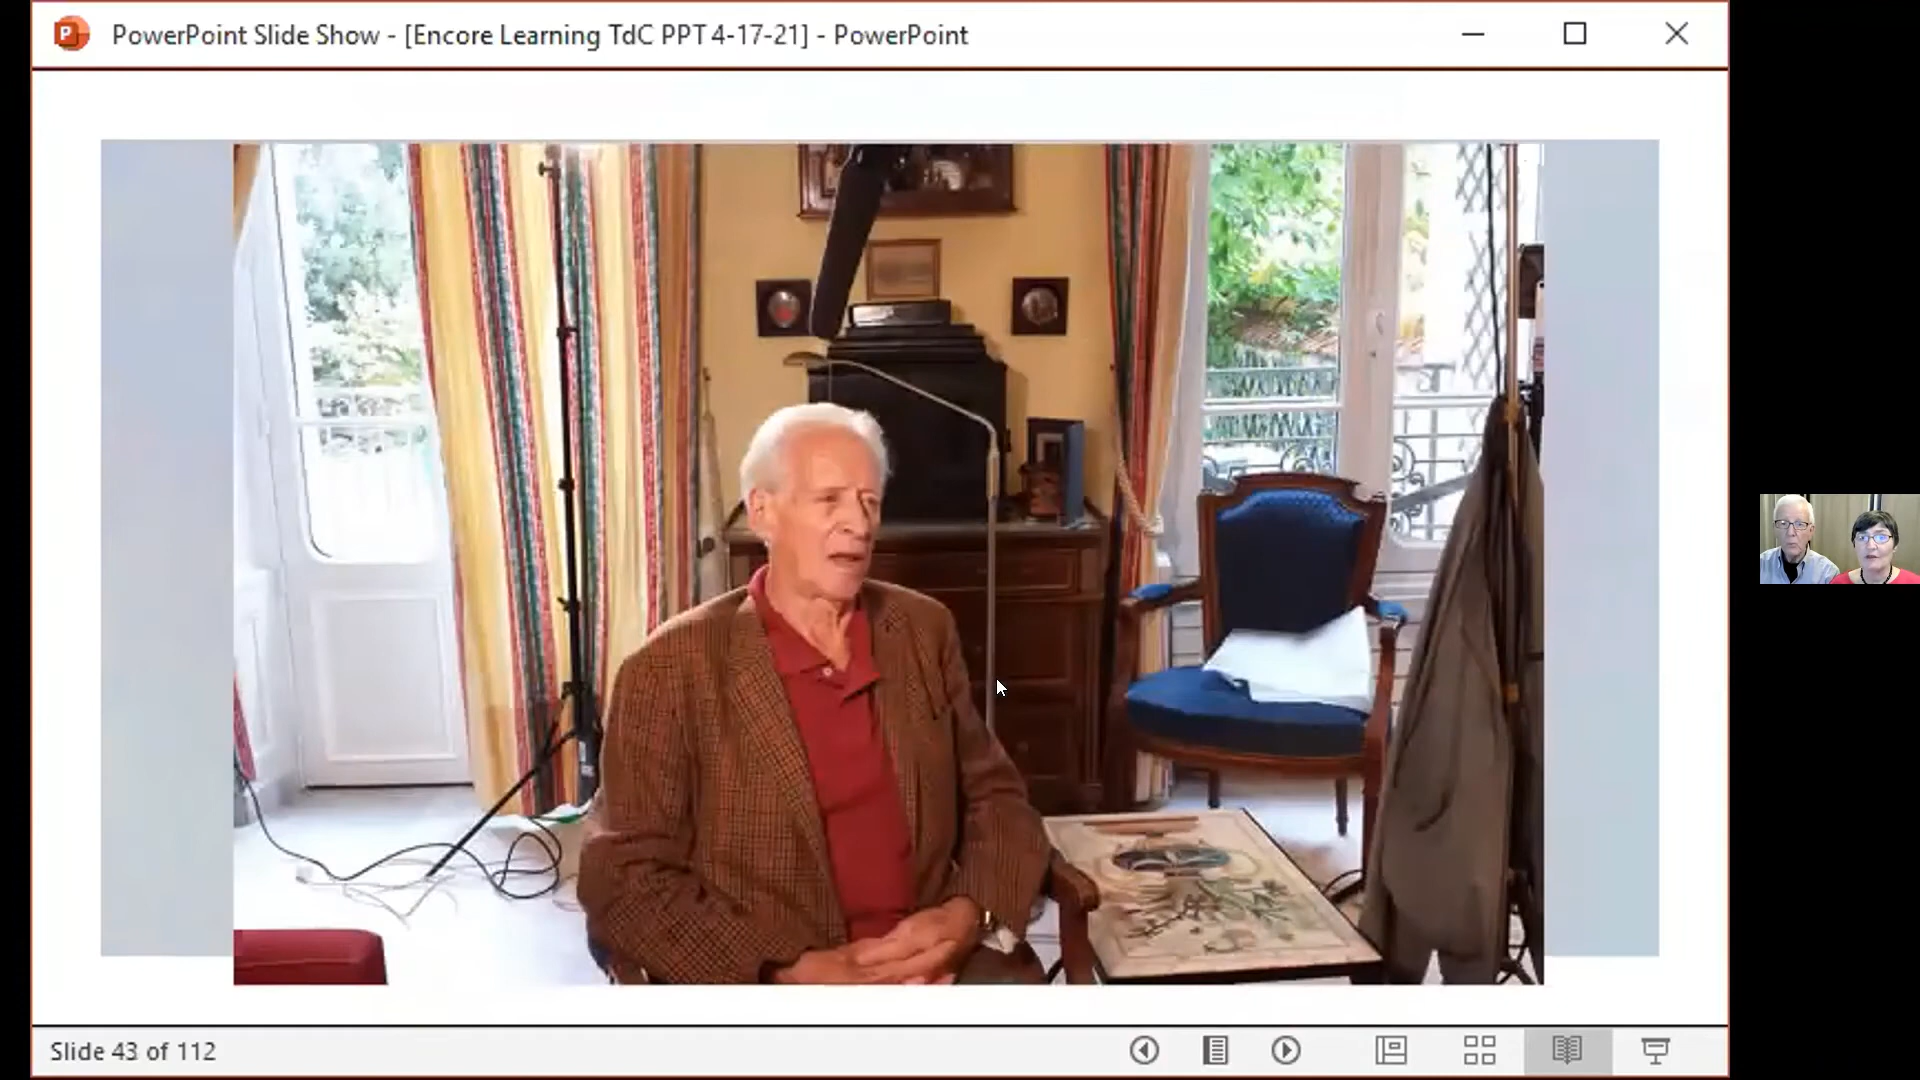 PowerPoint Slide Show - [Encore Learning TdC PPT 4-17-21] - PowerPoint
Slide 43 of 112